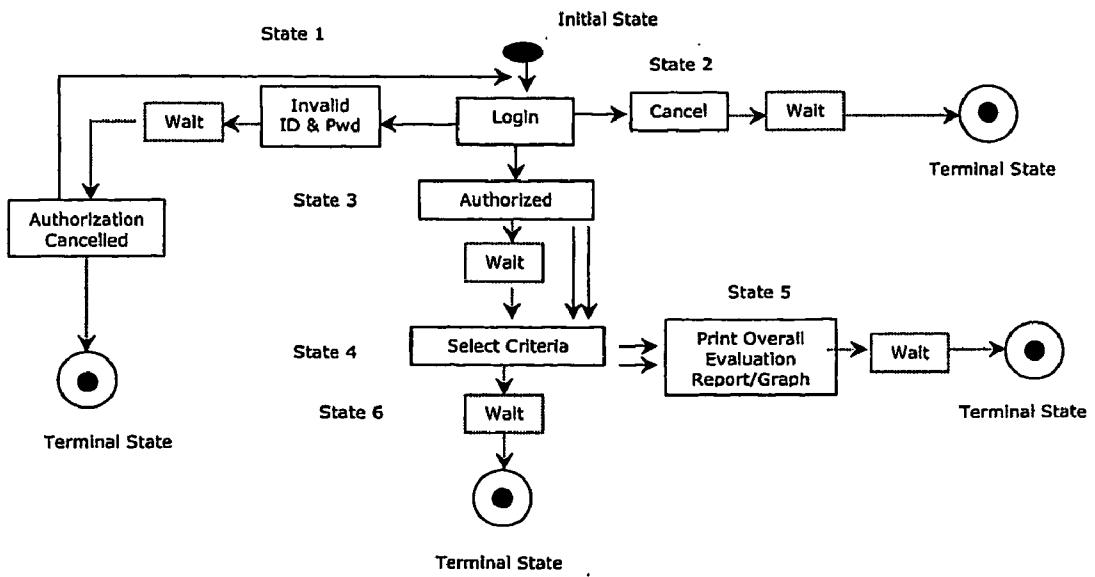 Initial State
State 1
State 2
Invalid
ID & Pwd
Wait
Login
Cancel
Wait
Terminal State
State 3
Authorized
Authorization
Cancelled
Wait
State 5
State 4
Select Criteria
Print Overall
Evaluation
Report/Graph
Wait
State 6
Wait
Terminal State
Terminal State
Terminal State